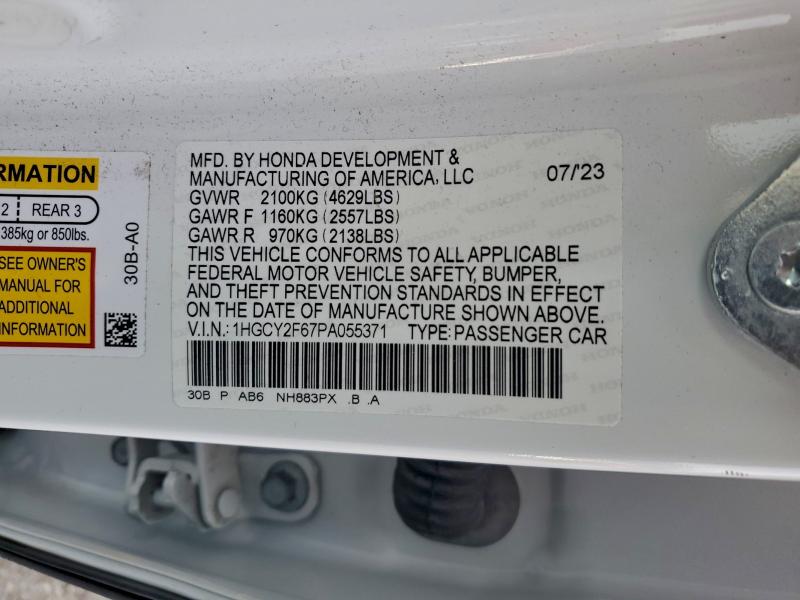 RMATION
2 | REAR 3
385kg or 850lbs.
SEE OWNER'S
MANUAL FOR
ADDITIONAL
INFORMATION
30B-A0
MFD. BY HONDA DEVELOPMENT &
MANUFACTURING OF AMERICA, LLC 07/'23
GVWR 2100KG (4629LBS)
GAWR F 1160KG (2557LBS)
GAWR R 970KG (2138LBS)
THIS VEHICLE CONFORMS TO ALL APPLICABLE
FEDERAL MOTOR VEHICLE SAFETY, BUMPER,
AND THEFT PREVENTION STANDARDS IN EFFECT
ON THE DATE OF MANUFACTURE SHOWN ABOVE.
V.I.N.: 1HGCY2F67PA055371 TYPE: PASSENGER CAR
30B P AB6 NH883PX .B .A